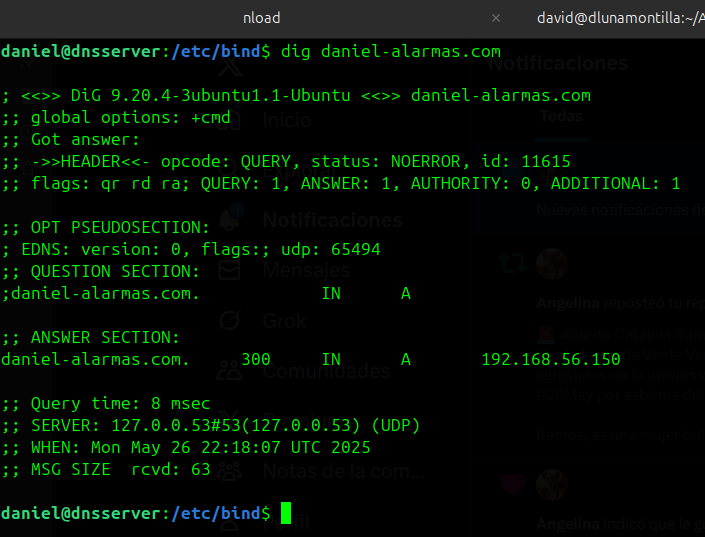 nload
×
david@dlunamontilla:~/A
daniel@dnsserver:/etc/bind$ dig daniel-alarmas.com
Notificaciones
; <<>> DiG 9.20.4-3ubuntu1.1-Ubuntu <<>> daniel-alarmas.com
;; global options: +cmd
Inicio
Todas
;; Got answer:
;; ->>HEADER<<- opcode: QUERY, status: NOERROR, id: 11615
;; flags: qr rd ra; QUERY: 1, ANSWER: 1, AUTHORITY: 0, ADDITIONAL: 1
Nuevas notificaciones de
Notificaciones
;; OPT PSEUDOSECTION:
; EDNS: version: 0, flags:; udp: 65494
;; QUESTION SECTION:
Mensajes
;daniel-alarmas.com. IN A
Angelina reposteó tu re
Grok
;; ANSWER SECTION:
daniel-alarmas.com. 300 IN A 192.168.56.150
Comunidades
;; Query time: 8 msec
;; SERVER: 127.0.0.53#53(127.0.0.53) (UDP)
;; WHEN: Mon May 26 22:18:07 UTC 2025
;; MSG SIZE rcvd: 63
Notas de la com...
daniel@dnsserver:/etc/bind$
Angelina indicó que le g